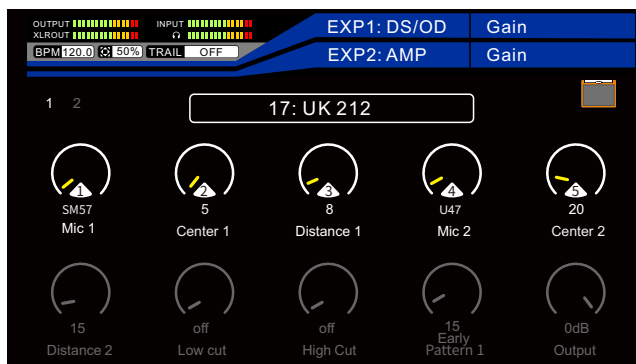 OUTPUT INPUT EXP1: DS/OD Gain
XLROUT
BPM 120.0 50% TRAIL OFF EXP2: AMP Gain
1 2 17: UK 212
1 2 3 4 5
SM57 5 8 U47 20
Mic 1 Center 1 Distance 1 Mic 2 Center 2
15 off off 15 0dB
Distance 2 Low cut High Cut Early Pattern 1 Output